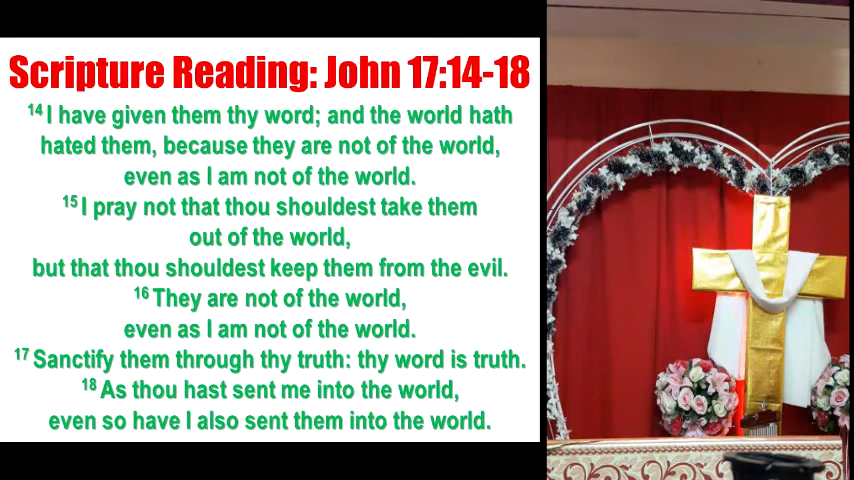 Scripture Reading: John 17:14-18
14 I have given them thy word; and the world hath
hated them, because they are not of the world,
even as I am not of the world.
15 I pray not that thou shouldest take them
out of the world,
but that thou shouldest keep them from the evil.
16 They are not of the world,
even as I am not of the world.
17 Sanctify them through thy truth: thy word is truth.
18 As thou hast sent me into the world,
even so have I also sent them into the world.